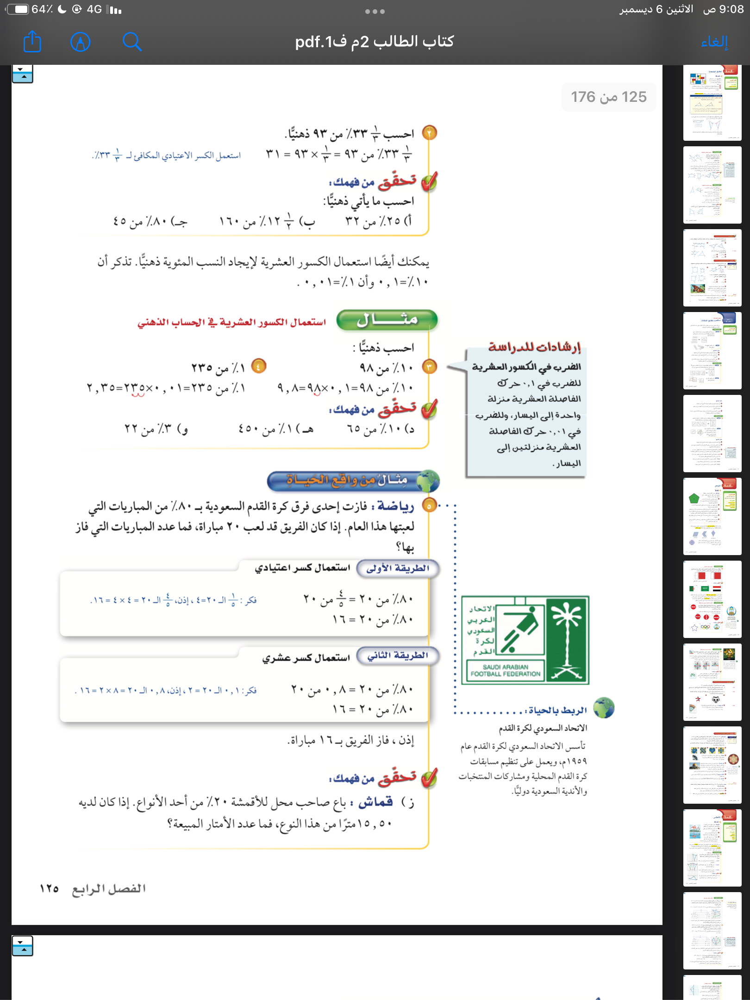 9:08 ص الاثنين 6 ديسمبر
4G 64٪
إلغاء
كتاب الطالب 2م ف1.pdf
125 من 176
٢ احسب ٣٣ ١/٣ ٪ من ٩٣ ذهنيًّا.
٣٣ ١/٣ ٪ من ٩٣ = ١/٣ × ٩٣ = ٣١ استعمل الكسر الاعتيادي المكافئ لـ ٣٣ ١/٣ ٪.
تحقق من فهمك:
احسب ما يأتي ذهنيًّا:
أ) ٢٥٪ من ٣٢ ب) ١٢ ١/٢ ٪ من ١٦٠ جـ) ٨٠٪ من ٤٥
يمكنك أيضًا استعمال الكسور العشرية لإيجاد النسب المئوية ذهنيًّا. تذكر أن
١٠٪=٠,١ وأن ١٪=٠,٠١ .
مثــــال استعمال الكسور العشرية في الحساب الذهني
احسب ذهنيًّا :
٣ ١٠٪ من ٩٨ ٤ ١٪ من ٢٣٥
١٠٪ من ٩٨=٠,١×٩٨=٩,٨ ١٪ من ٢٣٥=٠,٠١×٢٣٥=٢,٣٥
تحقق من فهمك:
د) ١٠٪ من ٦٥ هـ) ١٪ من ٤٥٠ و) ٣٪ من ٢٢
إرشادات للدراسة
الضرب في الكسور العشرية
للضرب في ٠,١ حرك
الفاصلة العشرية منزلة
واحدة إلى اليسار، وللضرب
في ٠,٠١ حرك الفاصلة
العشرية منزلتين إلى
اليسار.
مِثــالٌ مِن واقِعِ الحَيــاةِ
٥ رياضة : فازت إحدى فرق كرة القدم السعودية بـ ٨٠٪ من المباريات التي
لعبتها هذا العام. إذا كان الفريق قد لعب ٢٠ مباراة، فما عدد المباريات التي فاز
بها؟
الطريقة الأولى استعمال كسر اعتيادي
٨٠٪ من ٢٠ = ٤/٥ من ٢٠ فكر : ١/٥ الـ ٢٠=٤ ، إذن، ٤/٥ الـ ٢٠ = ٤ × ٤ = ١٦.
٨٠٪ من ٢٠ = ١٦
الطريقة الثاني استعمال كسر عشري
٨٠٪ من ٢٠ = ٠,٨ من ٢٠ فكر: ٠,١ الـ ٢٠ = ٢ ، إذن، ٠,٨ الـ ٢٠ = ٨ × ٢ = ١٦ .
٨٠٪ من ٢٠ = ١٦
إذن ، فاز الفريق بـ ١٦ مباراة.
تحقق من فهمك:
ز ) قماش : باع صاحب محل للأقمشة ٢٠٪ من أحد الأنواع. إذا كان لديه
١٥,٥٠ مترًا من هذا النوع، فما عدد الأمتار المبيعة؟
الاتحاد
العربي
السعودي
لكرة
القدم
SAUDI ARABIAN
FOOTBALL FEDERATION
الربط بالحياة :
الاتحاد السعودي لكرة القدم
تأسس الاتحاد السعودي لكرة القدم عام
١٩٥٩م، ويعمل على تنظيم مسابقات
كرة القدم المحلية ومشاركات المنتخبات
والأندية السعودية دوليًّا.
الفصل الرابع ١٢٥